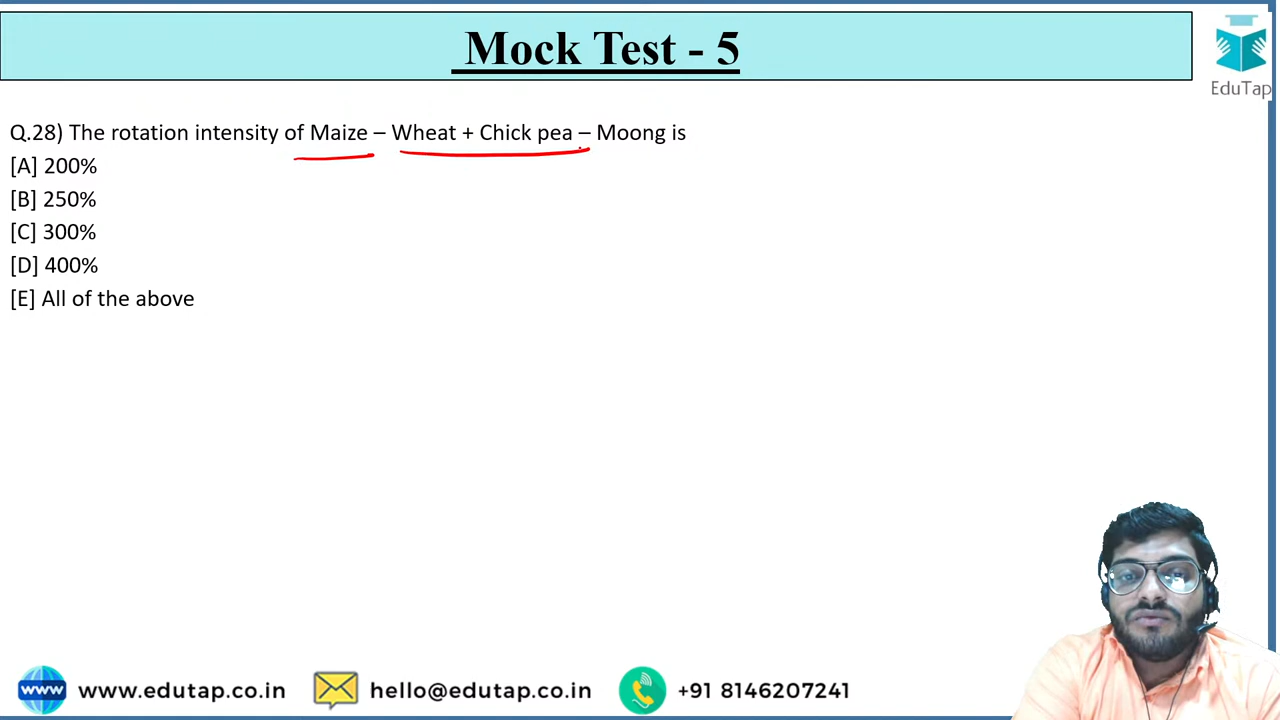 Mock Test - 5
EduTap
Q.28) The rotation intensity of Maize – Wheat + Chick pea – Moong is
[A] 200%
[B] 250%
[C] 300%
[D] 400%
[E] All of the above
www www.edutap.co.in hello@edutap.co.in +91 8146207241